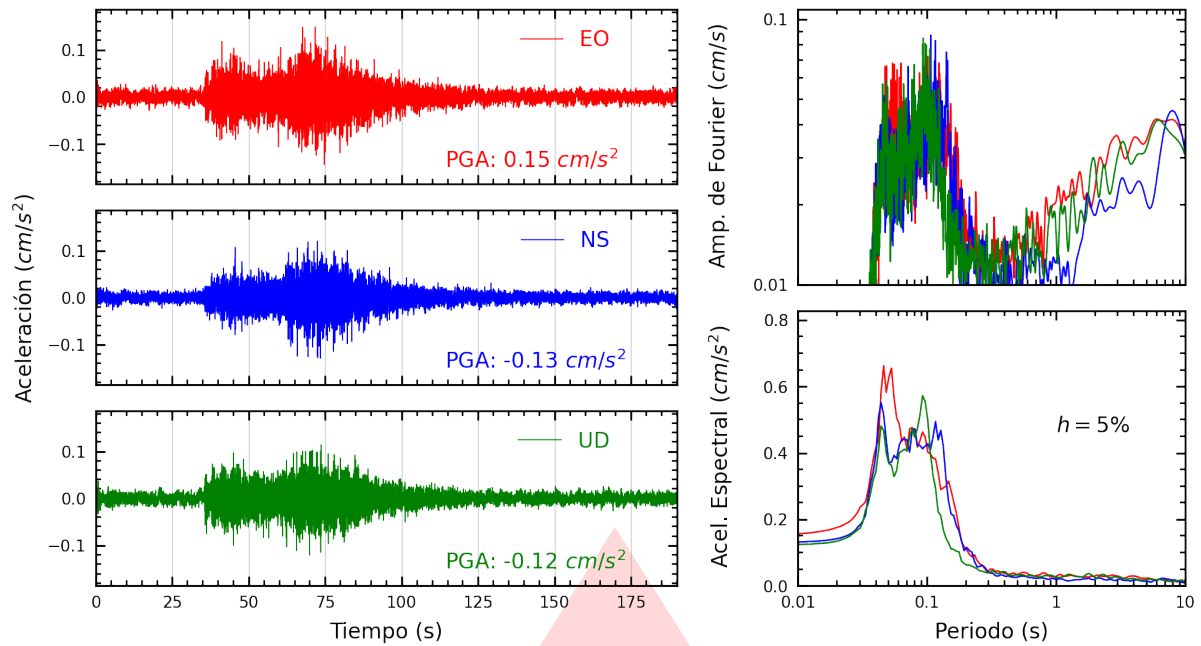 Aceleración (cm/s²)
0.1
0.0
−0.1
EO
PGA: 0.15 cm/s²
0.1
0.0
−0.1
NS
PGA: -0.13 cm/s²
0.1
0.0
−0.1
UD
PGA: -0.12 cm/s²
0 25 50 75 100 125 150 175
Tiempo (s)
Amp. de Fourier (cm/s)
0.1
0.01
Acel. Espectral (cm/s²)
0.8
0.6
0.4
0.2
0.0
h = 5%
0.01 0.1 1 10
Periodo (s)